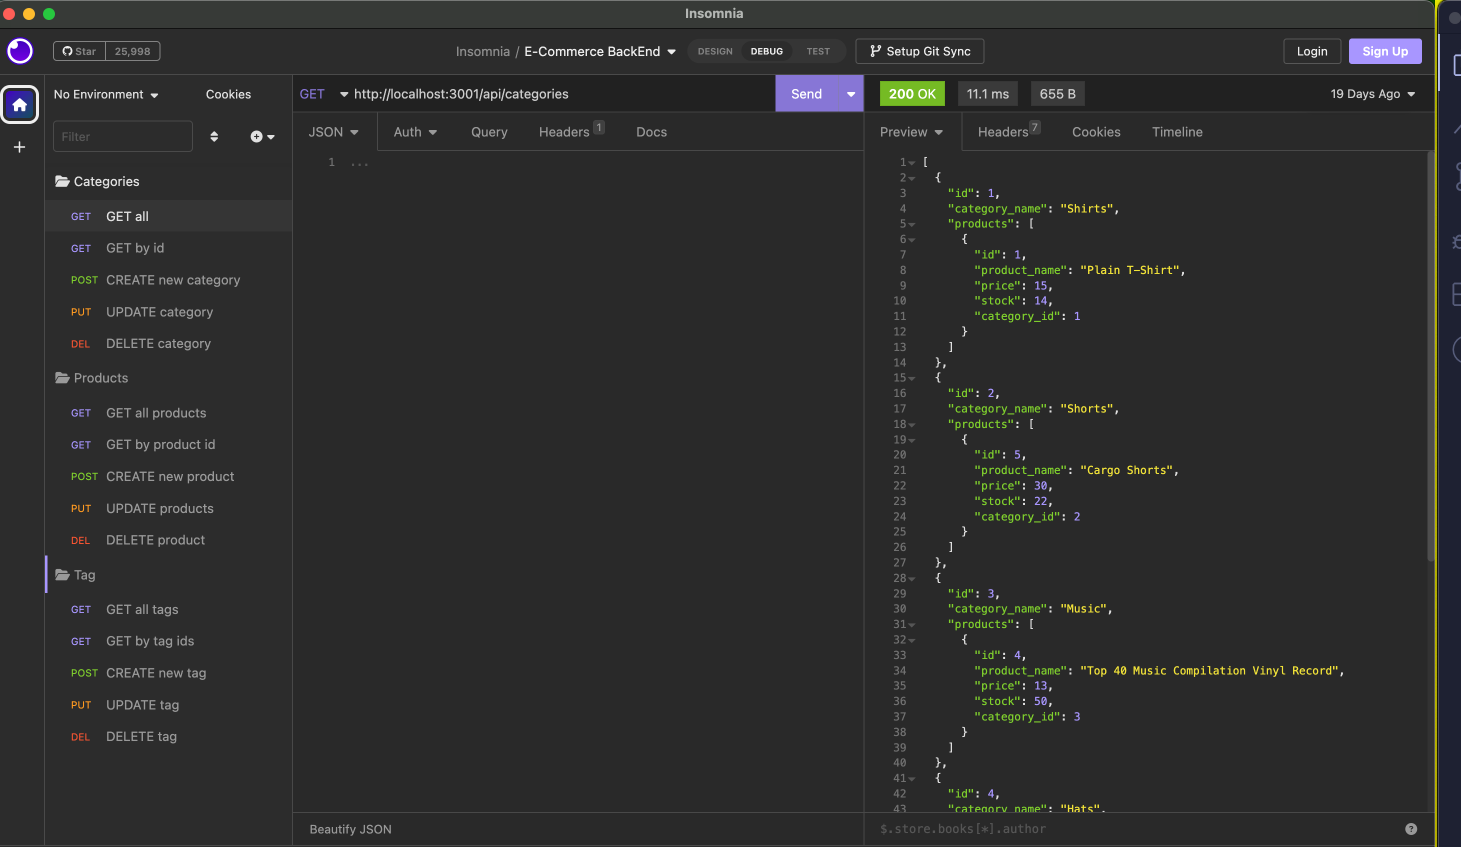 Insomnia
Star 25,998
Insomnia / E-Commerce BackEnd
DESIGN DEBUG TEST
Setup Git Sync
Login
Sign Up
No Environment
Cookies
GET http://localhost:3001/api/categories
Send
200 OK
11.1 ms
655 B
19 Days Ago
Filter
JSON
Auth
Query
Headers 1
Docs
Preview
Headers 7
Cookies
Timeline
Categories
GET GET all
GET GET by id
POST CREATE new category
PUT UPDATE category
DEL DELETE category
Products
GET GET all products
GET GET by product id
POST CREATE new product
PUT UPDATE products
DEL DELETE product
Tag
GET GET all tags
GET GET by tag ids
POST CREATE new tag
PUT UPDATE tag
DEL DELETE tag
1 ...
1 [
2 {
3 "id": 1,
4 "category_name": "Shirts",
5 "products": [
6 {
7 "id": 1,
8 "product_name": "Plain T-Shirt",
9 "price": 15,
10 "stock": 14,
11 "category_id": 1
12 }
13 ]
14 },
15 {
16 "id": 2,
17 "category_name": "Shorts",
18 "products": [
19 {
20 "id": 5,
21 "product_name": "Cargo Shorts",
22 "price": 30,
23 "stock": 22,
24 "category_id": 2
25 }
26 ]
27 },
28 {
29 "id": 3,
30 "category_name": "Music",
31 "products": [
32 {
33 "id": 4,
34 "product_name": "Top 40 Music Compilation Vinyl Record",
35 "price": 13,
36 "stock": 50,
37 "category_id": 3
38 }
39 ]
40 },
41 {
42 "id": 4,
43 "category_name": "Hats",
Beautify JSON
$.store.books[*].author